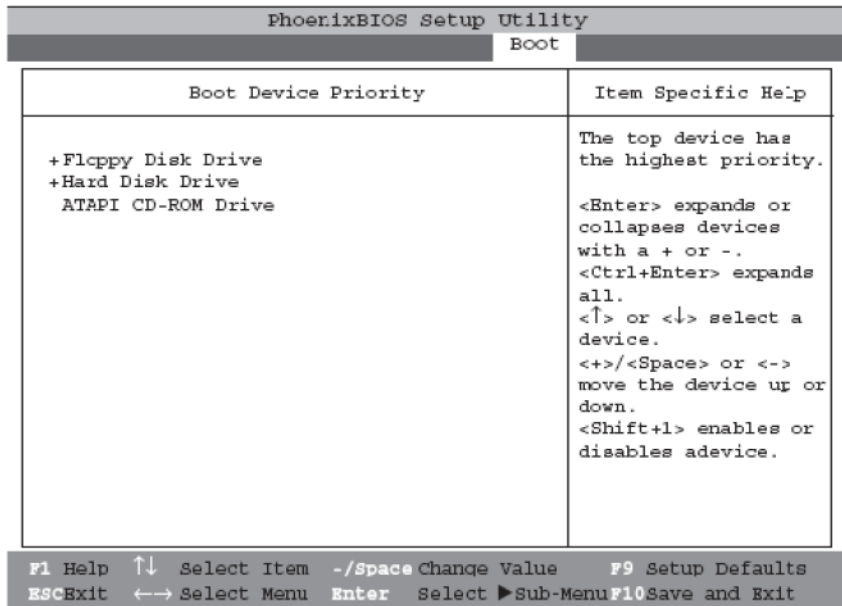 PhoenixBIOS Setup Utility
Boot
Boot Device Priority
Item Specific Help
+Floppy Disk Drive
+Hard Disk Drive
ATAPI CD-ROM Drive
The top device has
the highest priority.
<Enter> expands or
collapses devices
with a + or -.
<Ctrl+Enter> expands
all.
<↑> or <↓> select a
device.
<+>/<Space> or <->
move the device up or
down.
<Shift+1> enables or
disables adevice.
F1 Help ↑↓ Select Item -/Space Change Value F9 Setup Defaults
ESC Exit ←→ Select Menu Enter Select ▶Sub-Menu F10 Save and Exit